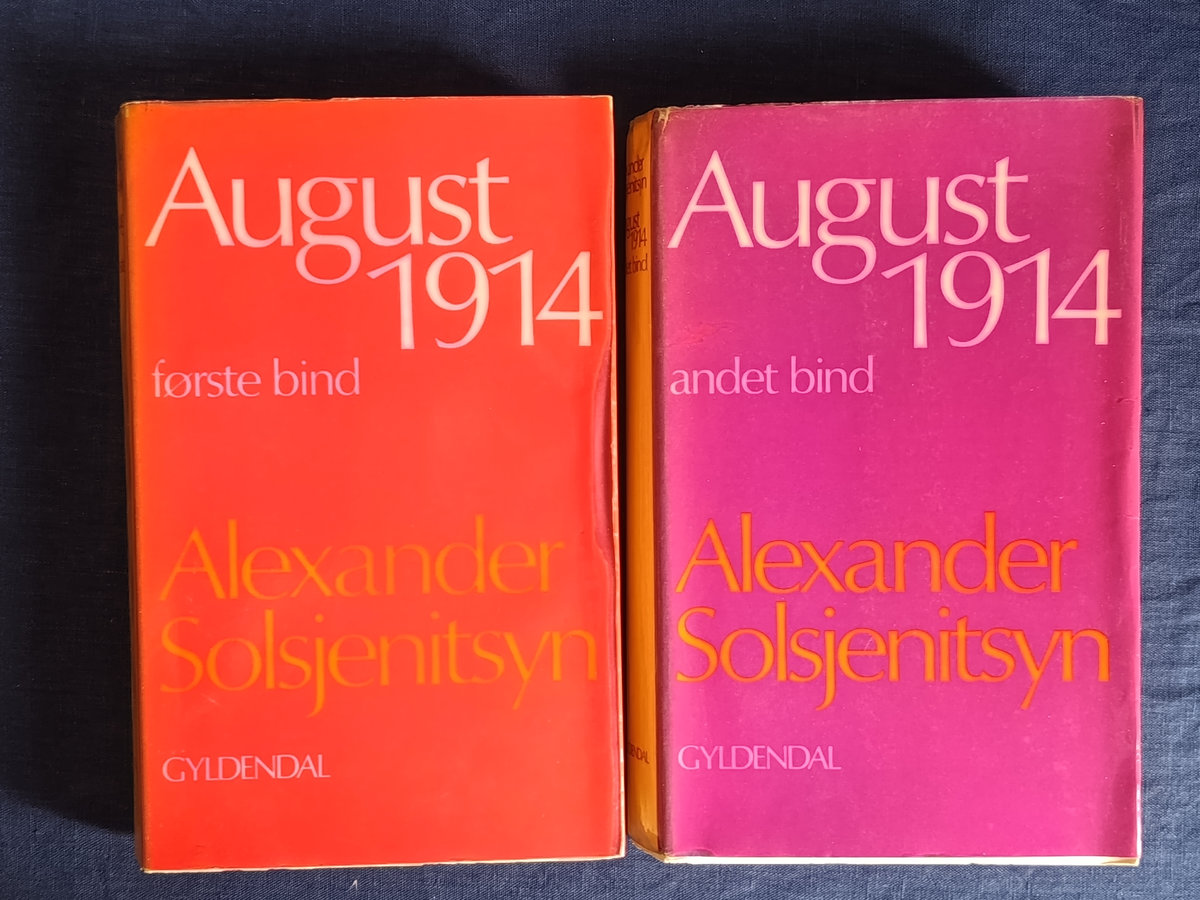 August
1914
første bind
Alexander
Solsjenitsyn
GYLDENDAL
August
1914
andet bind
Alexander
Solsjenitsyn
GYLDENDAL